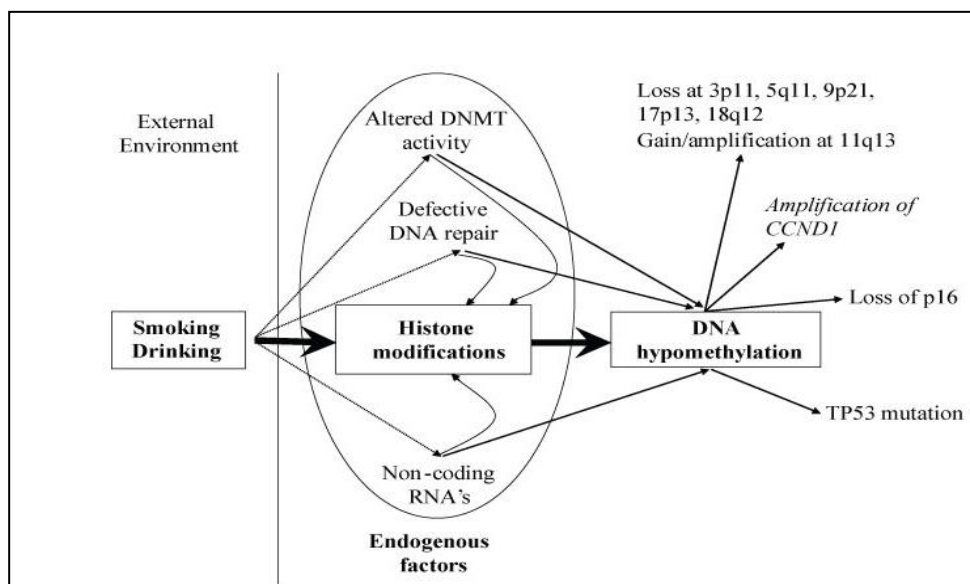 External
Environment
Smoking
Drinking
Altered DNMT
activity
Defective
DNA repair
Histone
modifications
Non-coding
RNA's
Endogenous
factors
Loss at 3p11, 5q11, 9p21,
17p13, 18q12
Gain/amplification at 11q13
Amplification of
CCND1
Loss of p16
DNA
hypomethylation
TP53 mutation